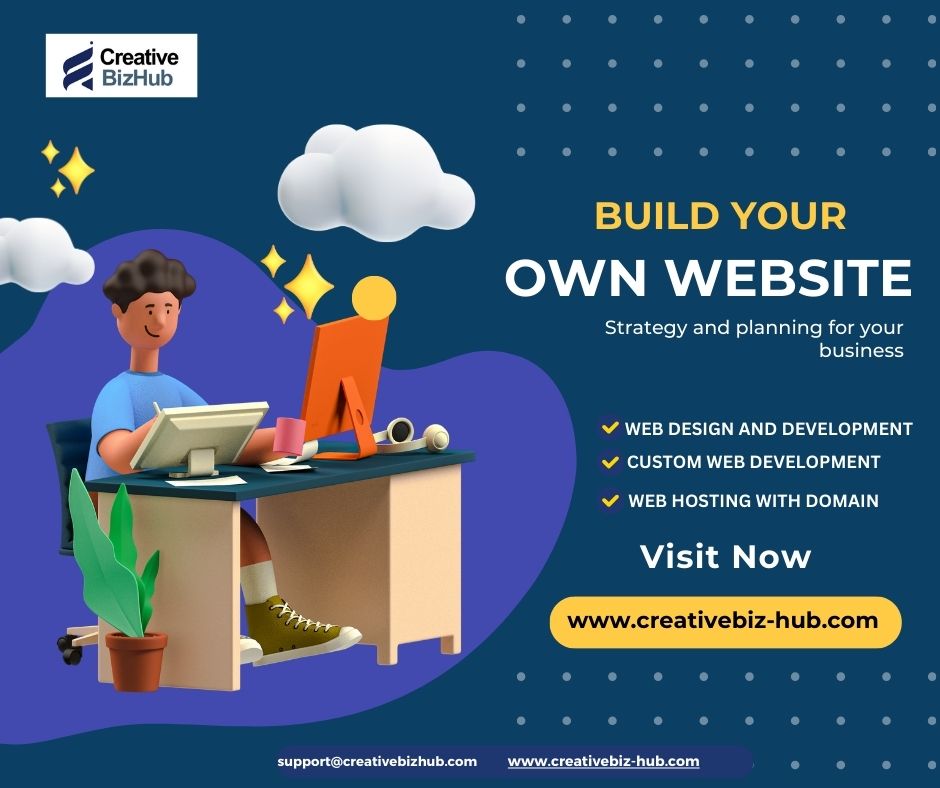 Creative
BizHub
BUILD YOUR
OWN WEBSITE
Strategy and planning for your
business
WEB DESIGN AND DEVELOPMENT
CUSTOM WEB DEVELOPMENT
WEB HOSTING WITH DOMAIN
Visit Now
www.creativebiz-hub.com
support@creativebizhub.com www.creativebiz-hub.com